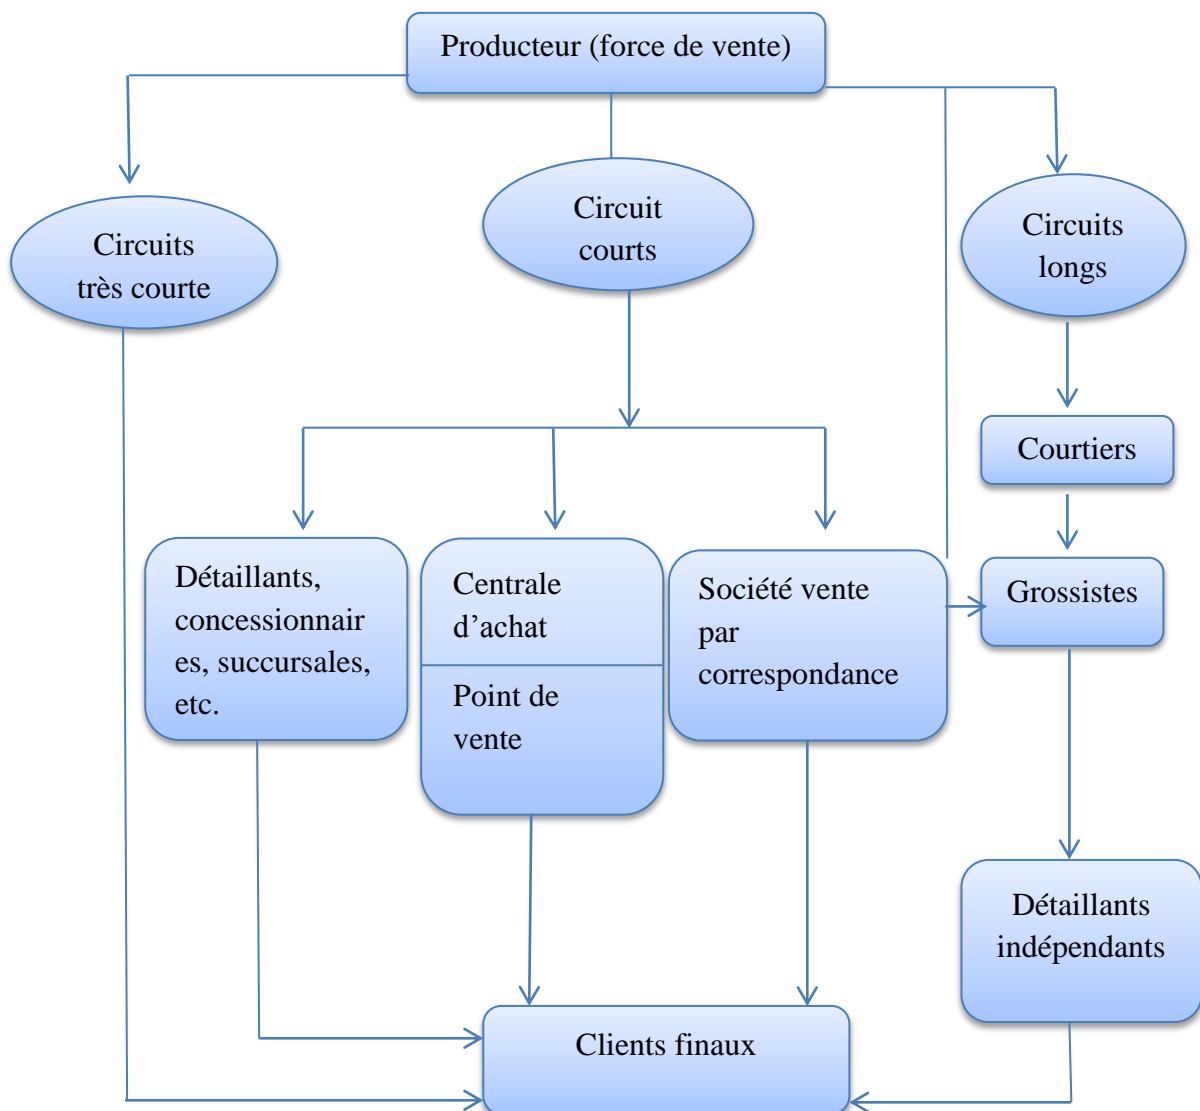 Producteur (force de vente)
Circuits
très courte
Circuit
courts
Circuits
longs
Courtiers
Détaillants,
concessionnair
es, succursales,
etc.
Centrale
d’achat
Point de
vente
Société vente
par
correspondance
Grossistes
Détaillants
indépendants
Clients finaux